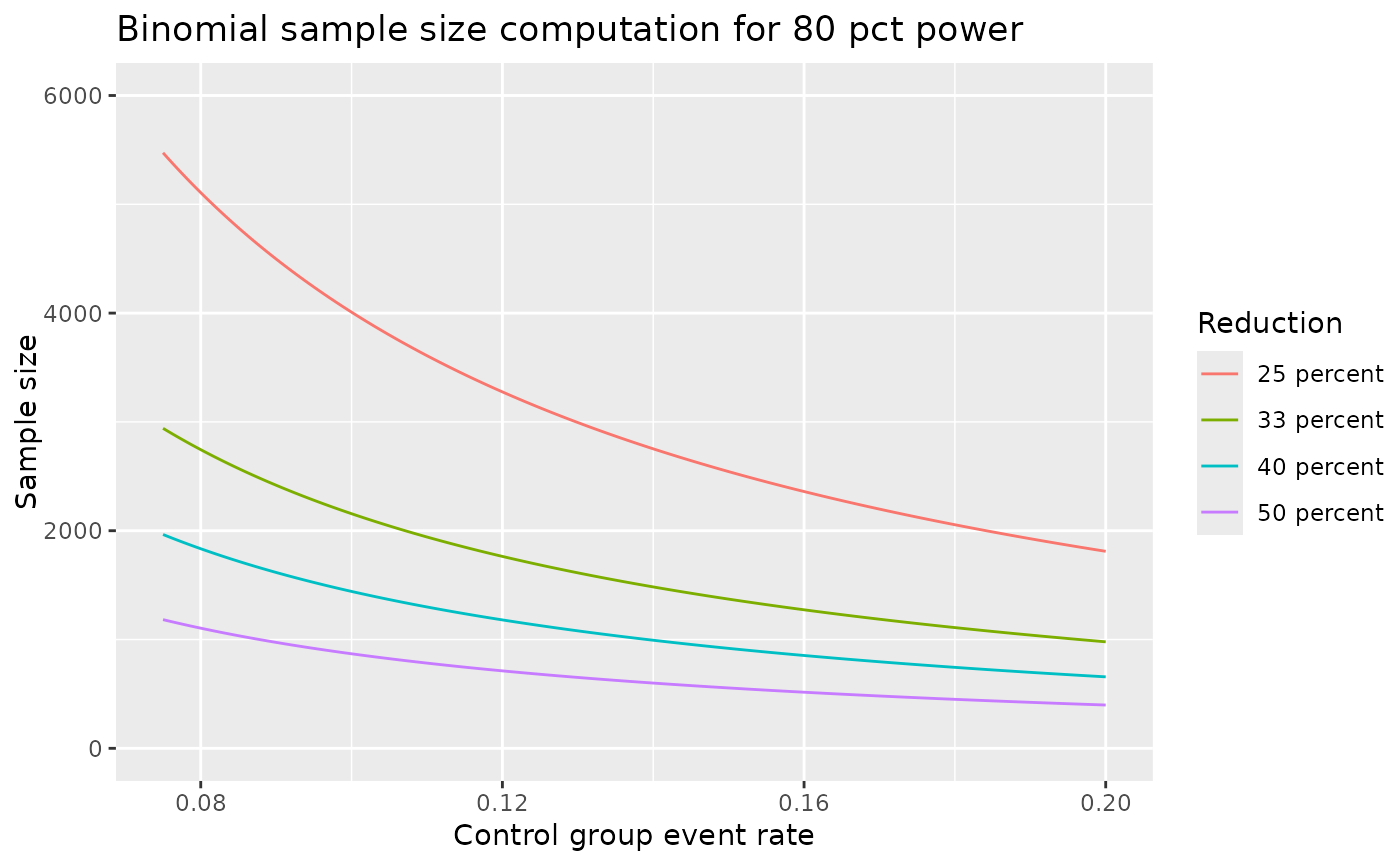 Binomial sample size computation for 80 pct power
Sample size
6000
4000
2000
0
0.08
0.12
0.16
0.20
Control group event rate
Reduction
25 percent
33 percent
40 percent
50 percent